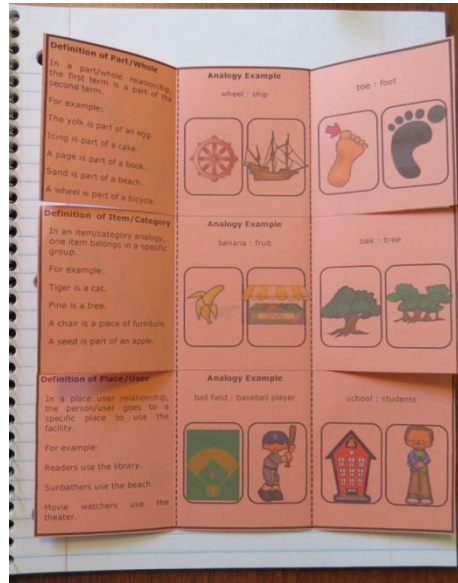 Definition of Part/Whole
In a part/whole relationship,
the first term is a part of the
second term.
For example:
The yolk is part of an egg.
Icing is part of a cake.
A page is part of a book.
Sand is part of a beach.
A wheel is part of a bicycle.
Analogy Example
wheel : ship
toe : foot
Definition of Item/Category
In an item/category analogy,
one item belongs in a specific
group.
For example:
Tiger is a cat.
Pine is a tree.
A chair is a piece of furniture.
A seed is part of an apple.
Analogy Example
banana : fruit
oak : tree
Definition of Place/User
In a place user relationship,
the person/user goes to a
specific place to use the
facility.
For example:
Readers use the library.
Sunbathers use the beach.
Movie watchers use the
theater.
Analogy Example
ball field : baseball player
school : students